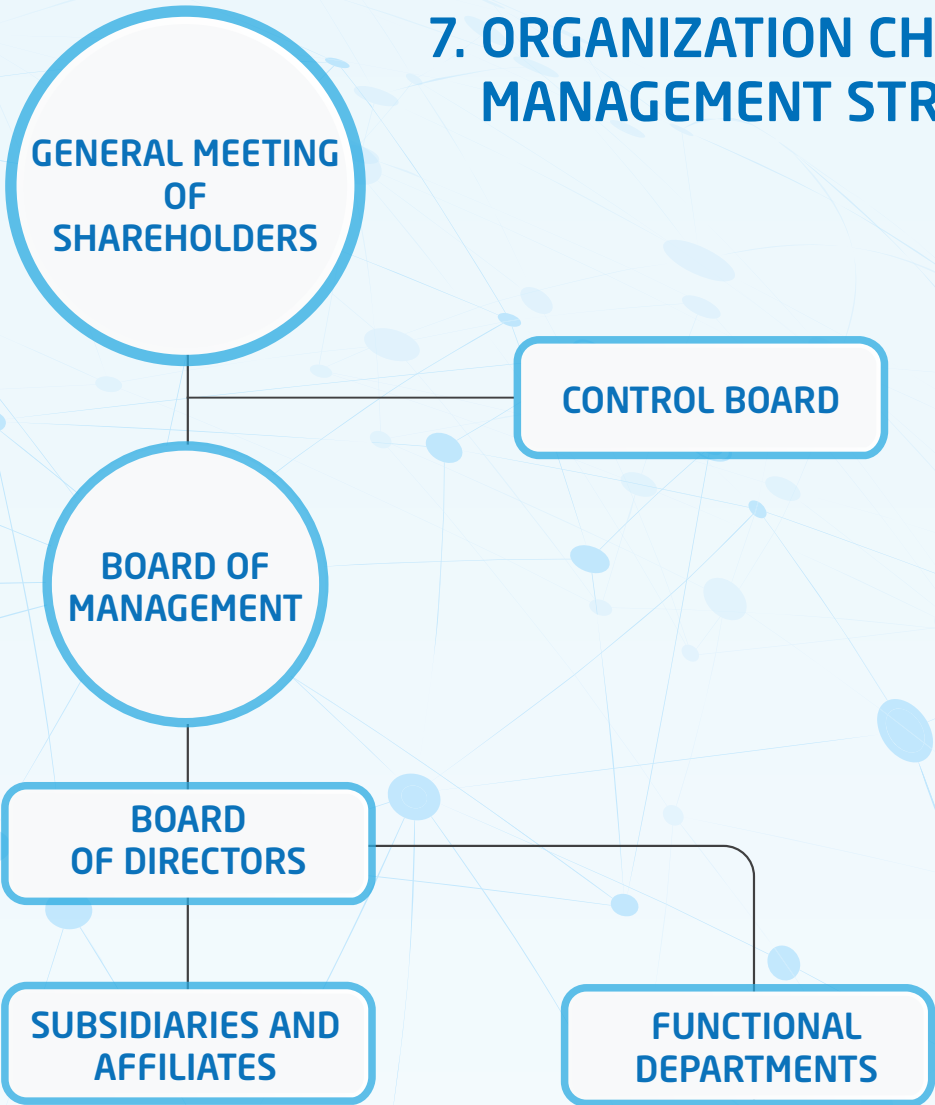 7. ORGANIZATION CH
MANAGEMENT STR
GENERAL MEETING
OF
SHAREHOLDERS
CONTROL BOARD
BOARD OF
MANAGEMENT
BOARD
OF DIRECTORS
SUBSIDIARIES AND
AFFILIATES
FUNCTIONAL
DEPARTMENTS